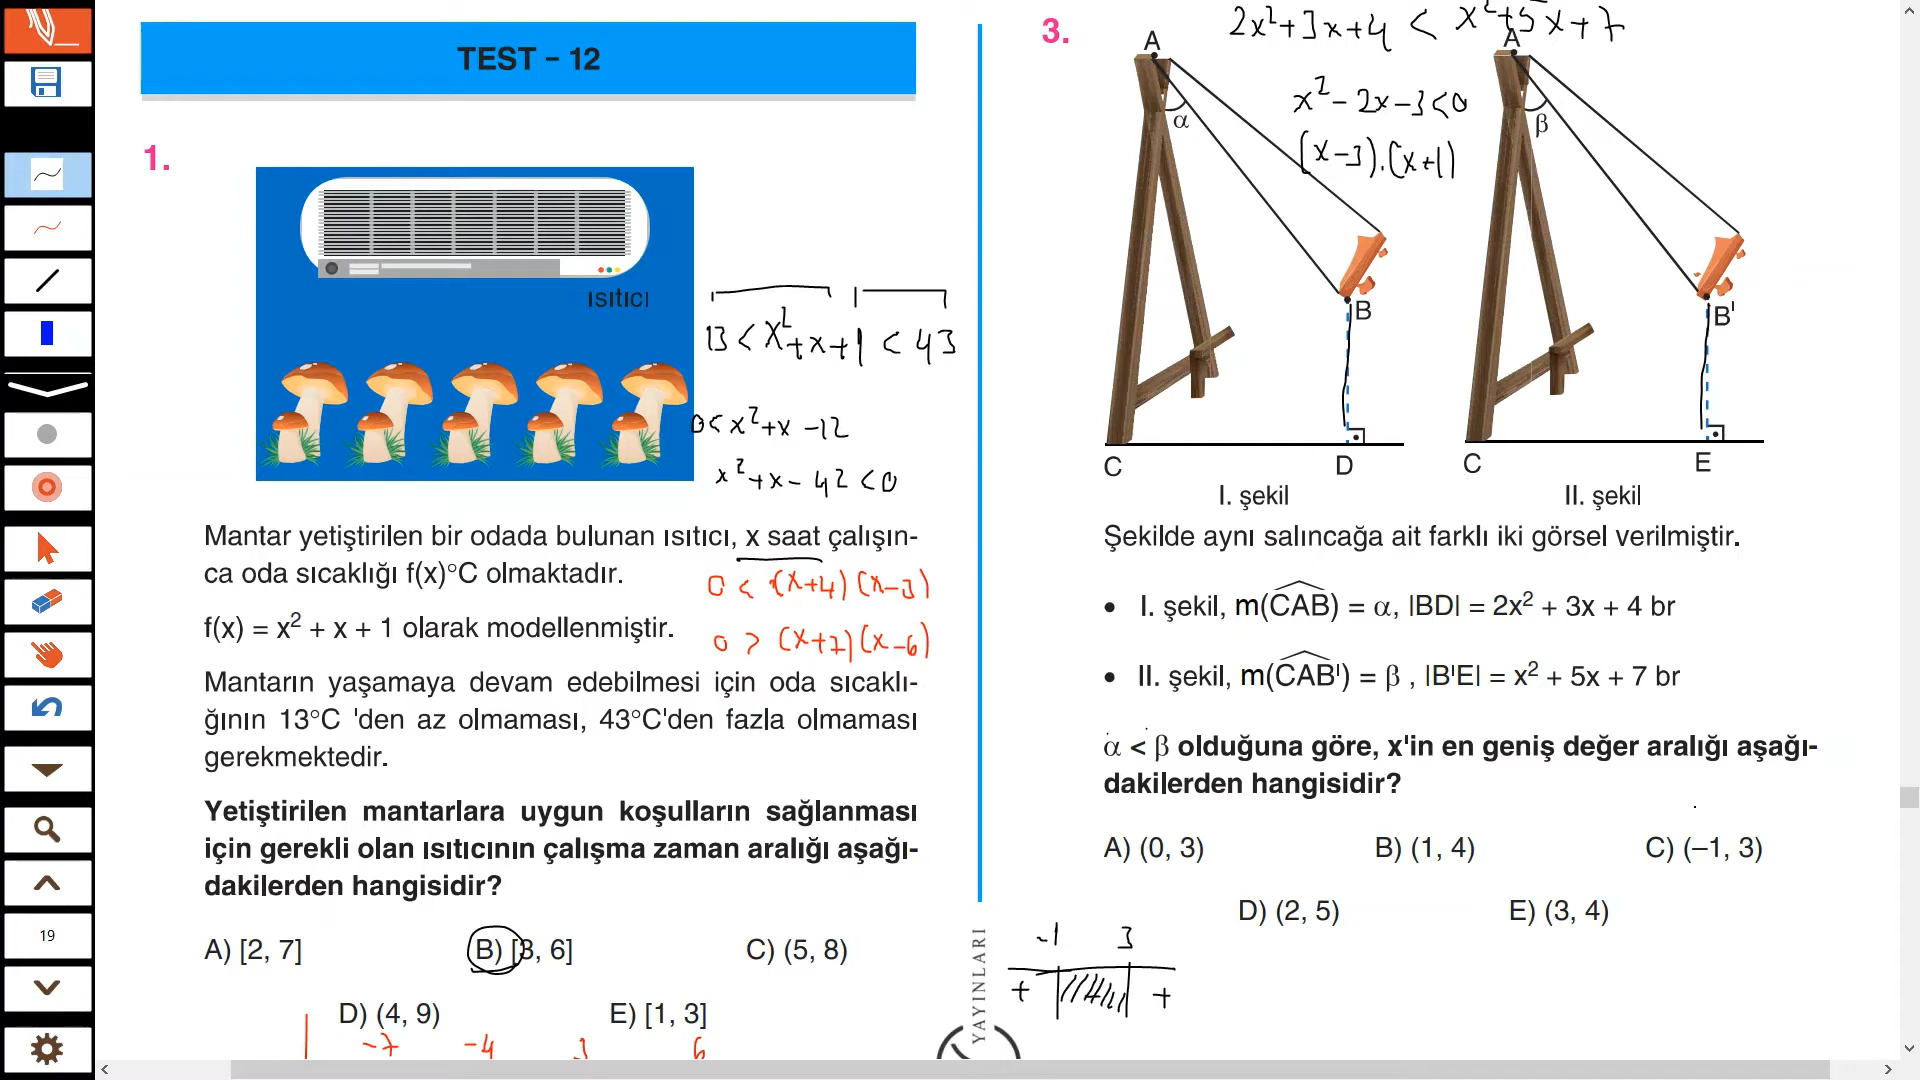 TEST – 12
1.
ısıtıcı
13 < x² + x + 1 < 43
0 < x² + x – 12
x² + x – 42 < 0
Mantar yetiştirilen bir odada bulunan ısıtıcı, x saat çalışın-
ca oda sıcaklığı f(x)°C olmaktadır.
0 < (x+4) (x–3)
f(x) = x² + x + 1 olarak modellenmiştir.
0 > (x+7) (x–6)
Mantarın yaşamaya devam edebilmesi için oda sıcaklı-
ğının 13°C 'den az olmaması, 43°C'den fazla olmaması
gerekmektedir.
Yetiştirilen mantarlara uygun koşulların sağlanması
için gerekli olan ısıtıcının çalışma zaman aralığı aşağı-
dakilerden hangisidir?
A) [2, 7] B) [3, 6] C) (5, 8)
D) (4, 9) E) [1, 3]
-7 -4 3 6
3.
2x² + 3x + 4 < x² + 5x + 7
x² – 2x – 3 < 0
(x–3).(x+1)
A α B C D
I. şekil
A β B' C E
II. şekil
Şekilde aynı salıncağa ait farklı iki görsel verilmiştir.
• I. şekil, m(CAB) = α, |BD| = 2x² + 3x + 4 br
• II. şekil, m(CAB') = β , |B'E| = x² + 5x + 7 br
α < β olduğuna göre, x'in en geniş değer aralığı aşağı-
dakilerden hangisidir?
A) (0, 3) B) (1, 4) C) (–1, 3)
D) (2, 5) E) (3, 4)
-1 3
+ +
YAYINLARI
19